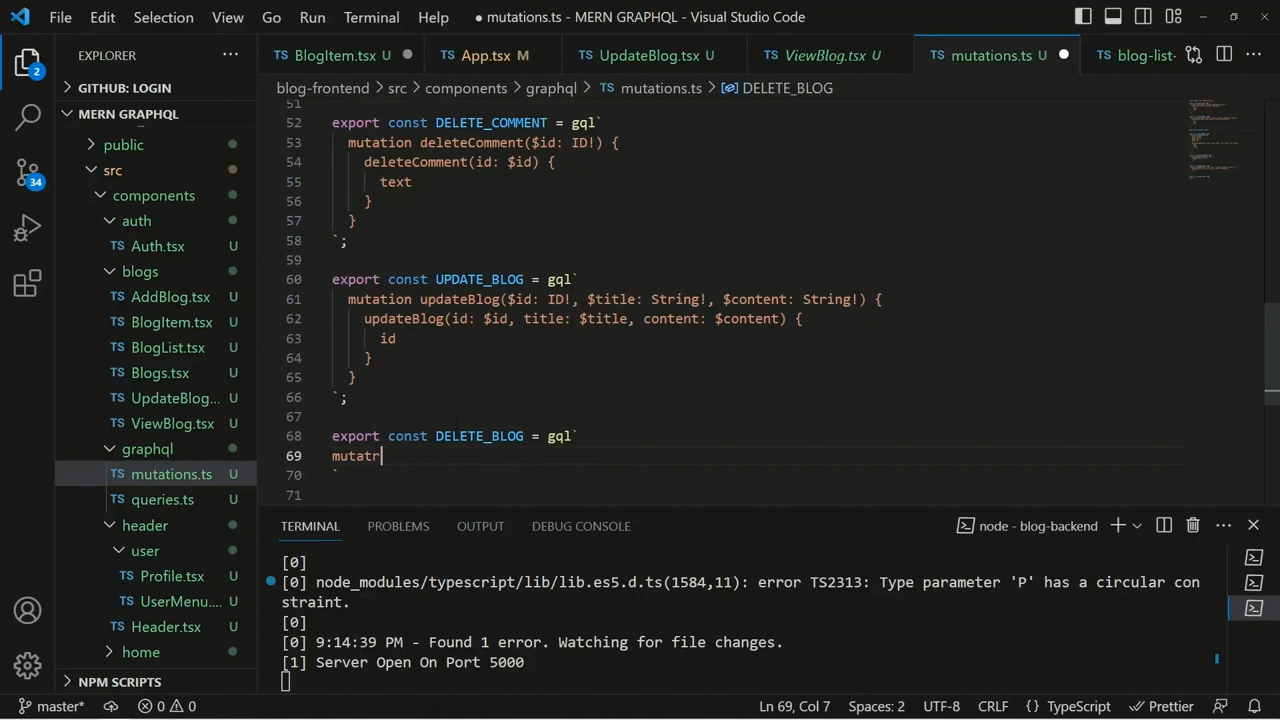 File Edit Selection View Go Run Terminal Help
● mutations.ts - MERN GRAPHQL - Visual Studio Code
EXPLORER
GITHUB: LOGIN
MERN GRAPHQL
public
src
components
auth
TS Auth.tsx U
blogs
TS AddBlog.tsx U
TS BlogItem.tsx U
TS BlogList.tsx U
TS Blogs.tsx U
TS UpdateBlog... U
TS ViewBlog.tsx U
graphql
TS mutations.ts U
TS queries.ts U
header
user
TS Profile.tsx U
TS UserMenu.... U
TS Header.tsx U
home
NPM SCRIPTS
2
34
TS BlogItem.tsx U
TS App.tsx M
TS UpdateBlog.tsx U
TS ViewBlog.tsx U
TS mutations.ts U
TS blog-list-
blog-frontend > src > components > graphql > TS mutations.ts > DELETE_BLOG
51
52 export const DELETE_COMMENT = gql`
53 mutation deleteComment($id: ID!) {
54 deleteComment(id: $id) {
55 text
56 }
57 }
58 `;
59
60 export const UPDATE_BLOG = gql`
61 mutation updateBlog($id: ID!, $title: String!, $content: String!) {
62 updateBlog(id: $id, title: $title, content: $content) {
63 id
64 }
65 }
66 `;
67
68 export const DELETE_BLOG = gql`
69 mutatr
70 `
71
TERMINAL PROBLEMS OUTPUT DEBUG CONSOLE
node - blog-backend
[0]
[0] node_modules/typescript/lib/lib.es5.d.ts(1584,11): error TS2313: Type parameter 'P' has a circular con
straint.
[0]
[0] 9:14:39 PM - Found 1 error. Watching for file changes.
[1] Server Open On Port 5000
master* 0 0 Ln 69, Col 7 Spaces: 2 UTF-8 CRLF {} TypeScript Prettier